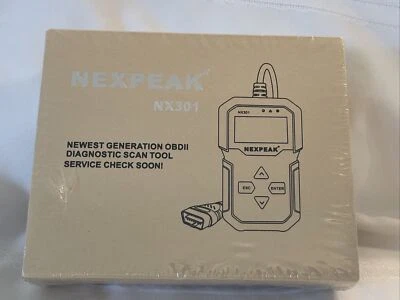 NEXPEAK
NX301
NEWEST GENERATION OBDII
DIAGNOSTIC SCAN TOOL
SERVICE CHECK SOON!
NX301
NEXPEAK
ESC
ENTER